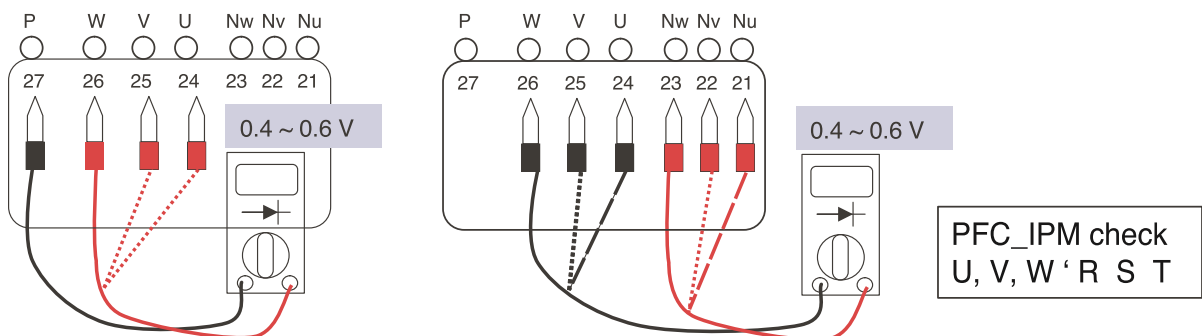 P W V U Nw Nv Nu
27 26 25 24 23 22 21
0.4 ~ 0.6 V
P W V U Nw Nv Nu
27 26 25 24 23 22 21
0.4 ~ 0.6 V
PFC_IPM check
U, V, W ‘ R S T